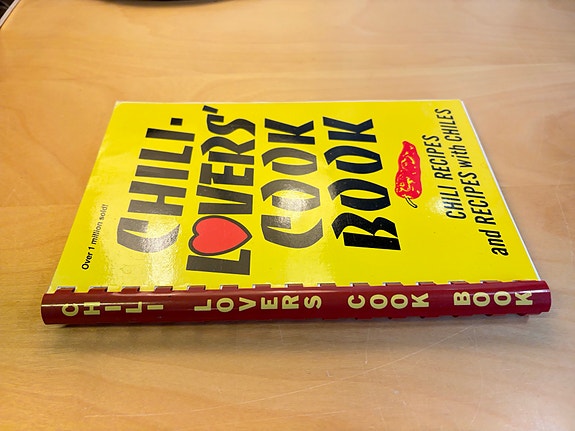 Over 1 million sold!
CHILI-
LOVERS'
COOK
BOOK
CHILI RECIPES
and RECIPES with CHILES
CHILI LOVERS COOK BOOK